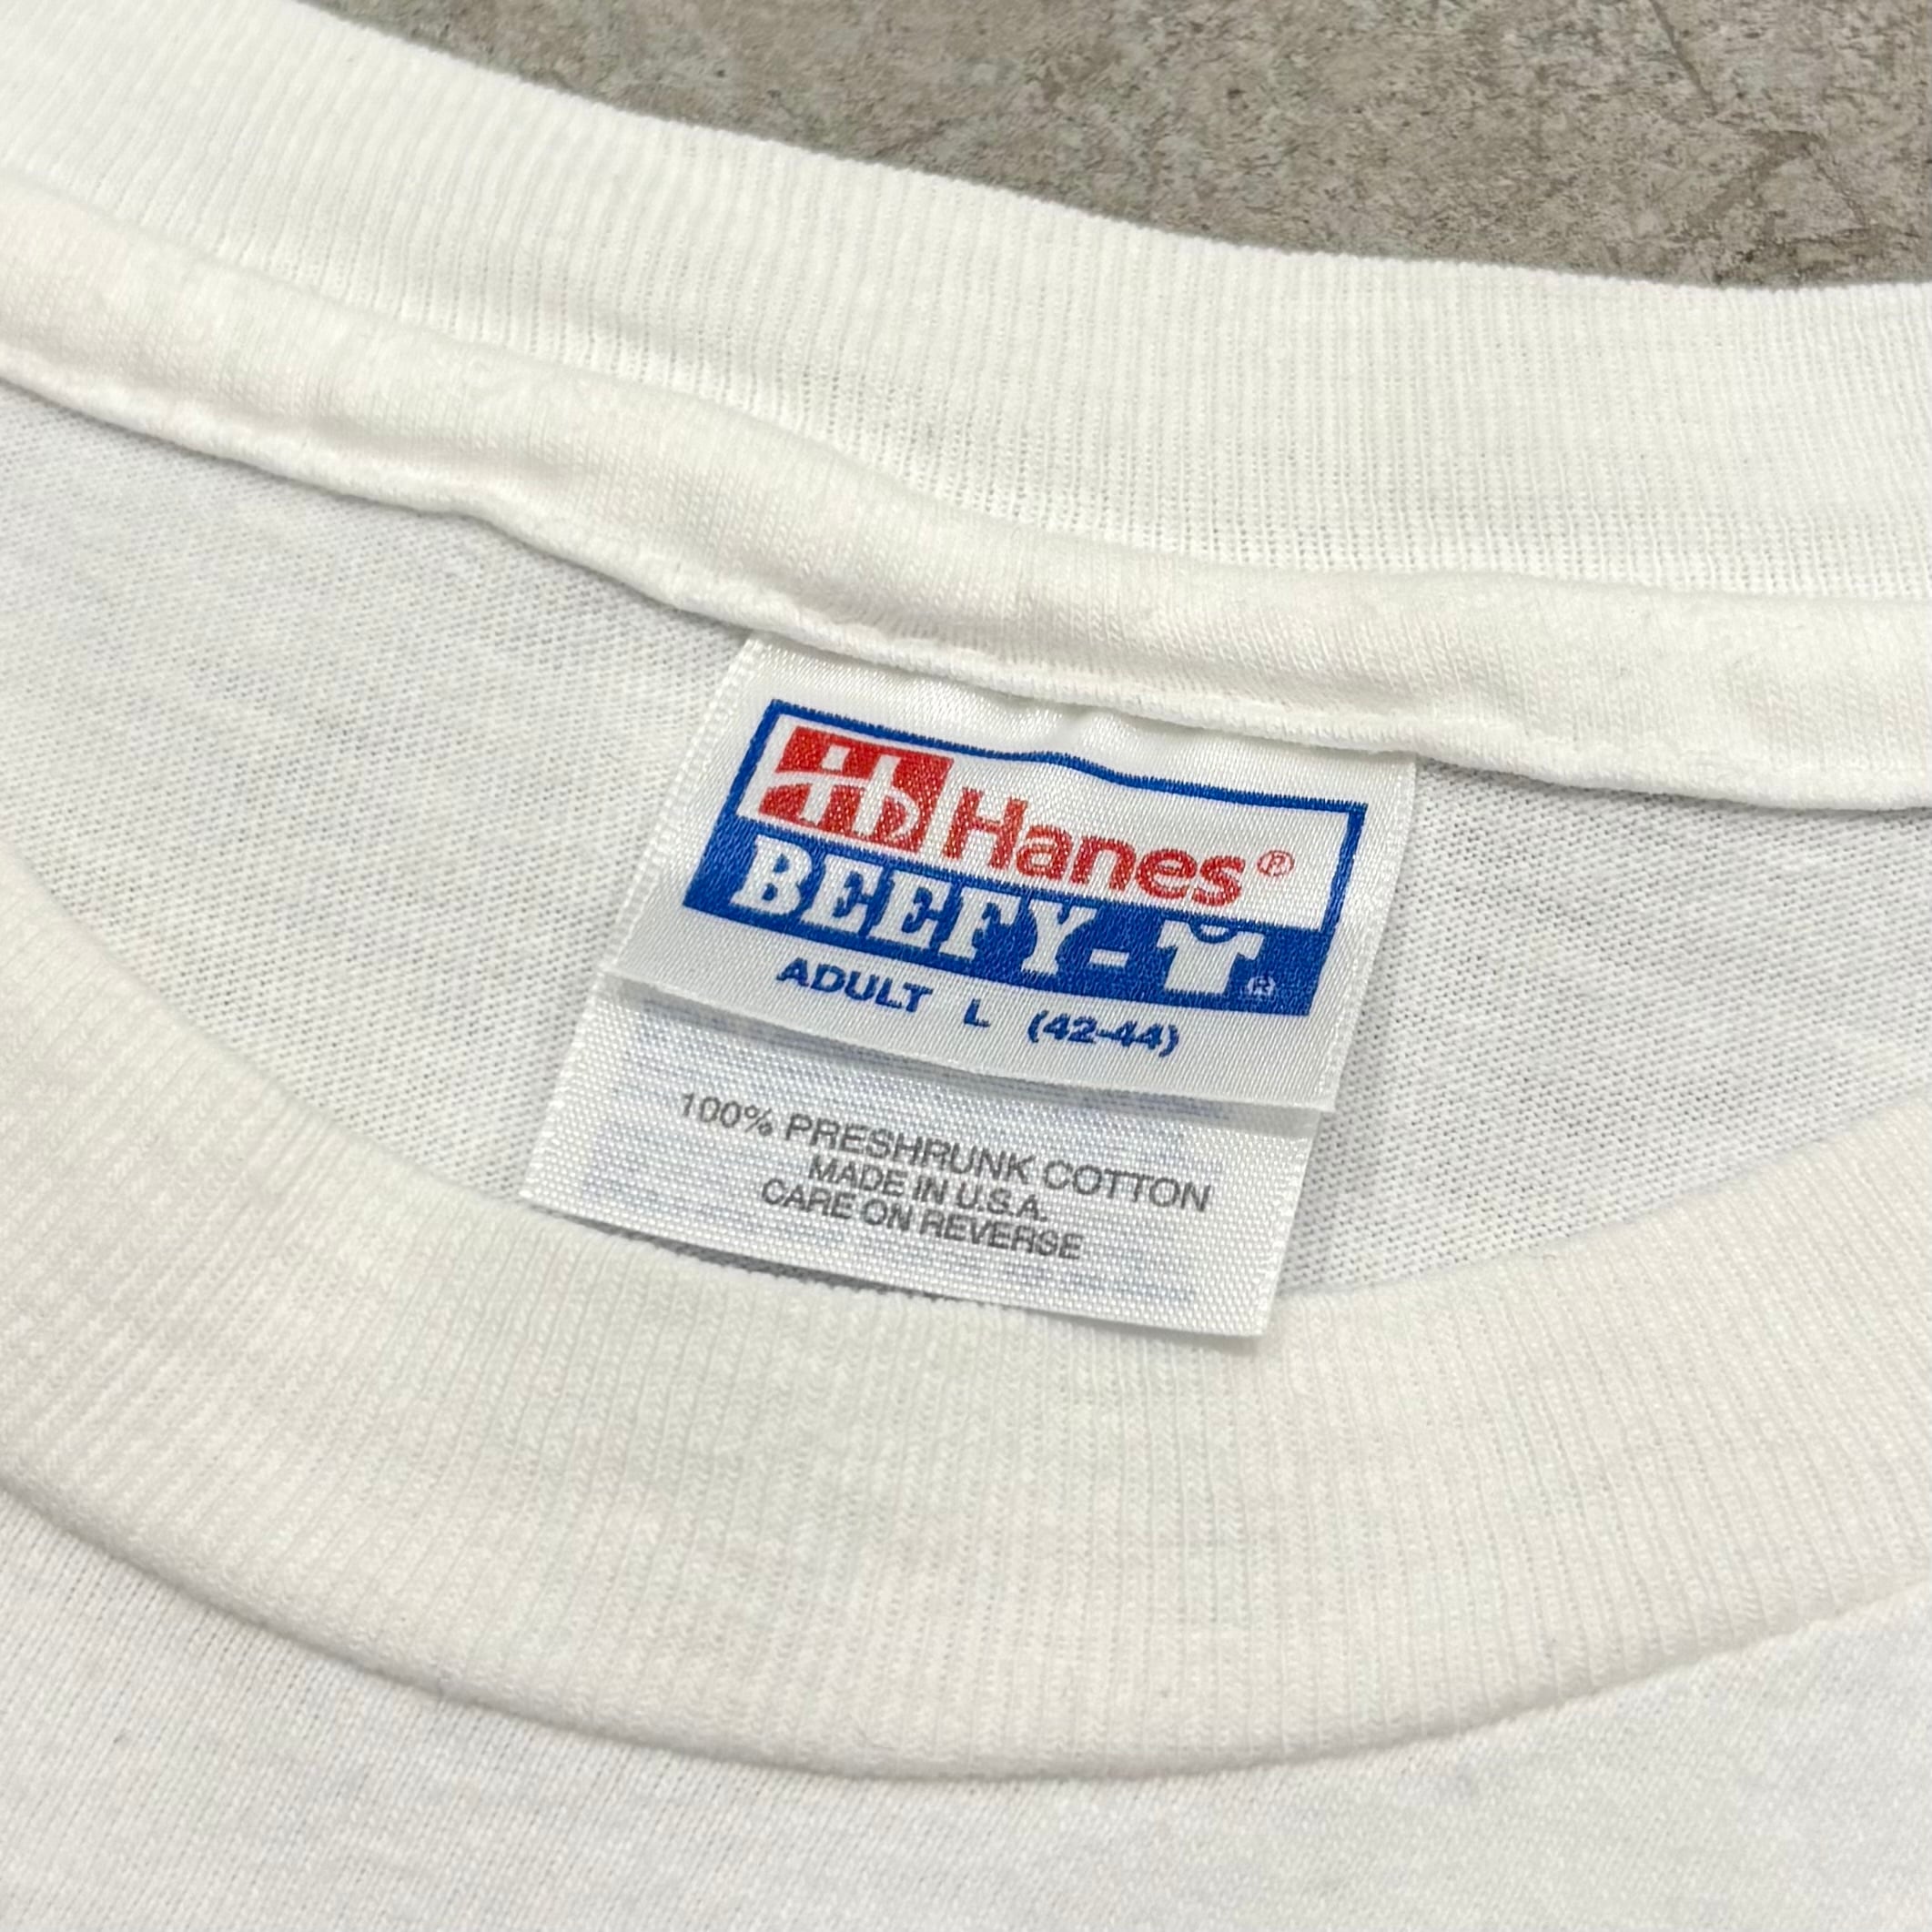 Hanes®
BEEFY-T®
ADULT L (42-44)
100% PRESHRUNK COTTON
MADE IN U.S.A.
CARE ON REVERSE